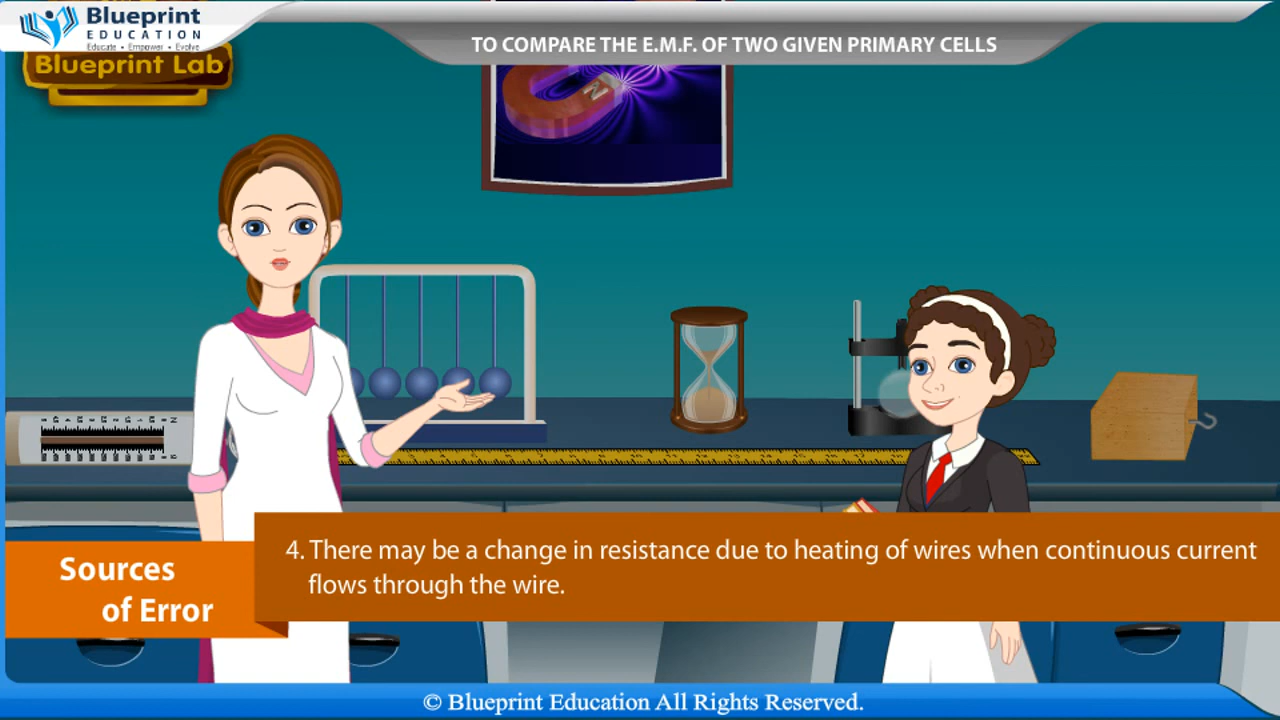 Blueprint
EDUCATION
Educate • Empower • Evolve
Blueprint Lab
TO COMPARE THE E.M.F. OF TWO GIVEN PRIMARY CELLS
N
Sources
of Error
4. There may be a change in resistance due to heating of wires when continuous current
flows through the wire.
© Blueprint Education All Rights Reserved.